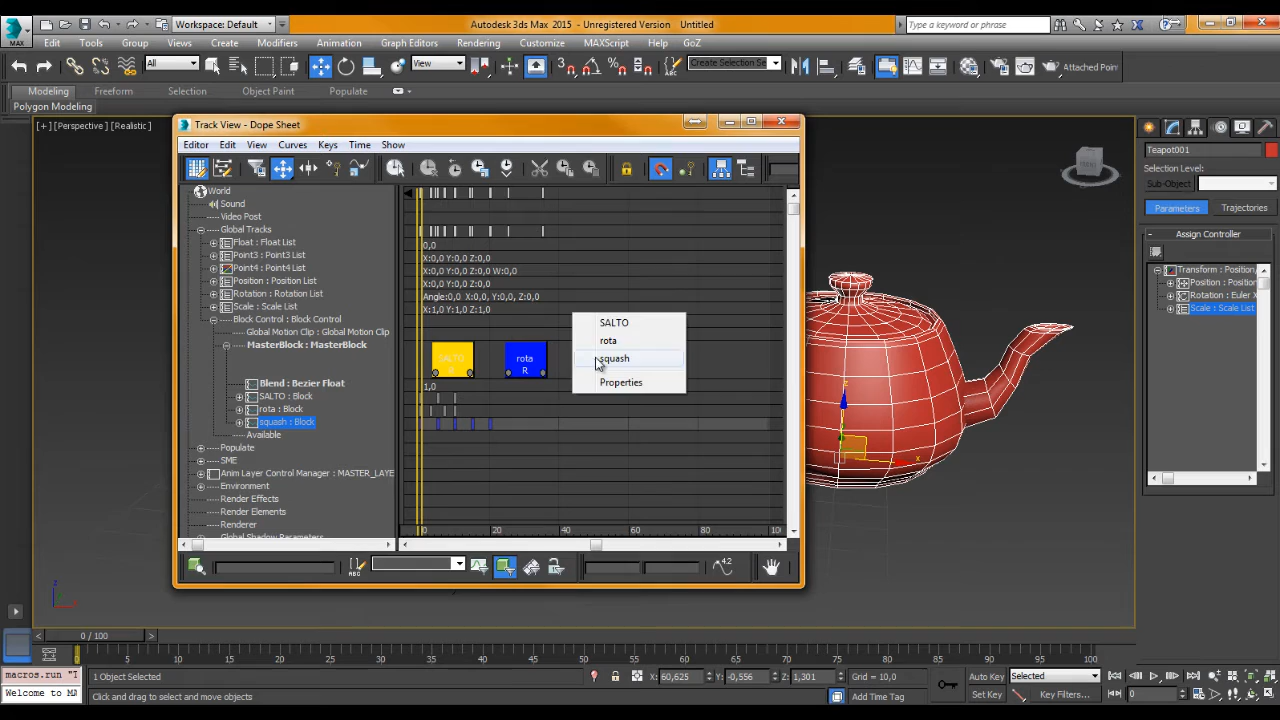 Workspace: Default
Autodesk 3ds Max 2015 - Unregistered Version Untitled
Type a keyword or phrase
MAX
Edit Tools Group Views Create Modifiers Animation Graph Editors Rendering Customize MAXScript Help GoZ
All
View
Create Selection Se
Attached Point
Modeling Freeform Selection Object Paint Populate
Polygon Modeling
[+] [Perspective] [Realistic]
Track View - Dope Sheet
Editor Edit View Curves Keys Time Show
World
Sound
Video Post
Global Tracks
Float : Float List
Point3 : Point3 List
Point4 : Point4 List
Position : Position List
Rotation : Rotation List
Scale : Scale List
Block Control : Block Control
Global Motion Clip : Global Motion
MasterBlock : MasterBlock
Blend : Bezier Float
SALTO : Block
rota : Block
squash : Block
Available
Populate
SME
Anim Layer Control Manager : MASTER_LAYE
Environment
Render Effects
Render Elements
Renderer
Global Shadow Parameters
0,0
X:0,0 Y:0,0 Z:0,0
X:0,0 Y:0,0 Z:0,0 W:0,0
Angle:0,0 X:0,0, Y:0,0, Z:0,0
X:1,0 Y:1,0 Z:1,0
SALTO
R
rota
R
1,0
SALTO
rota
squash
Properties
0 20 40 60 80 100
Teapot001
Selection Level:
Sub-Object
Parameters Trajectories
Assign Controller
Transform : Position/
Position : Position
Rotation : Euler X
Scale : Scale List
z
x
0 / 100
0 5 10 15 20 25 30 35 40 45 50 55 60 65 70 75 80 85 90 95 100
macros.run "I
Welcome to MA
1 Object Selected
Click and drag to select and move objects
X: 60,625 Y: -0,556 Z: 1,301 Grid = 10,0
Add Time Tag
Auto Key Selected
Set Key Key Filters...
0